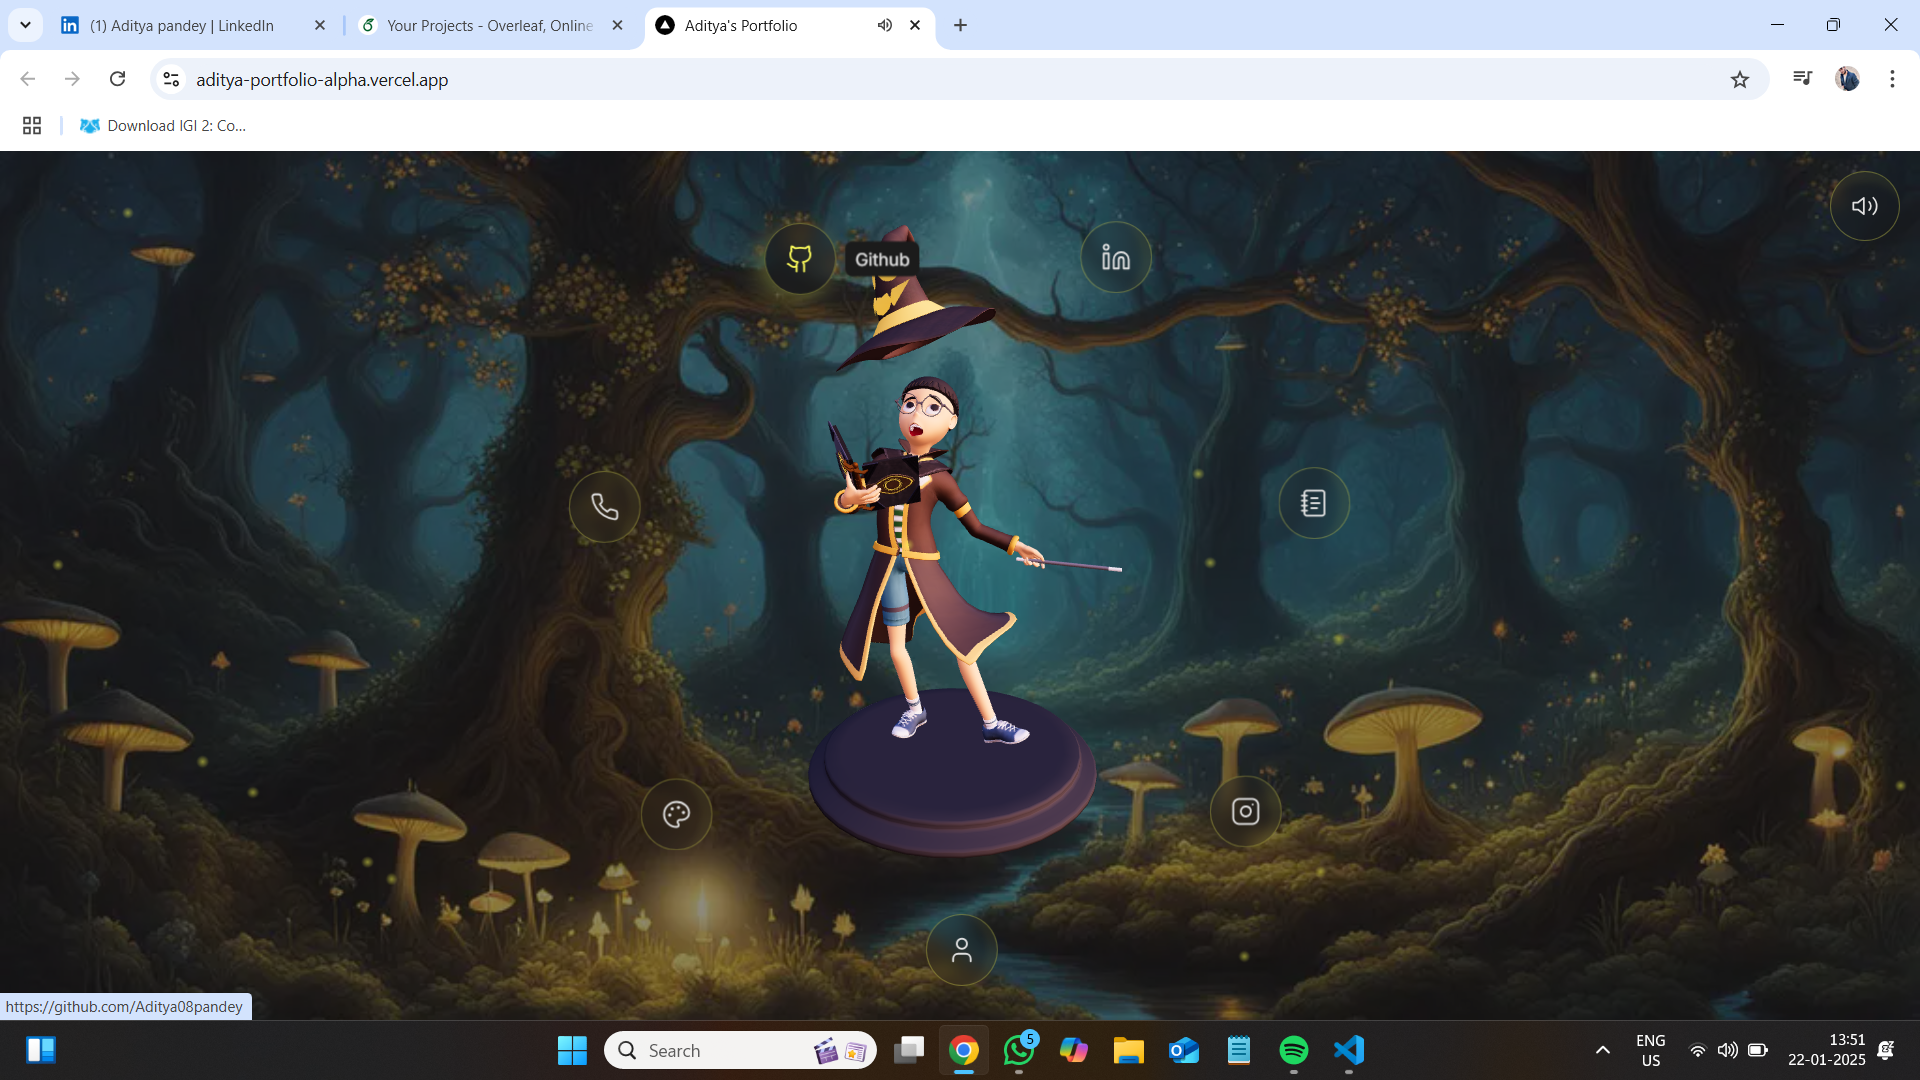 (1) Aditya pandey | LinkedIn
Your Projects - Overleaf, Online
Aditya's Portfolio
aditya-portfolio-alpha.vercel.app
Download IGI 2: Co...
Github
https://github.com/Aditya08pandey
Search
5
ENG
US
13:51
22-01-2025